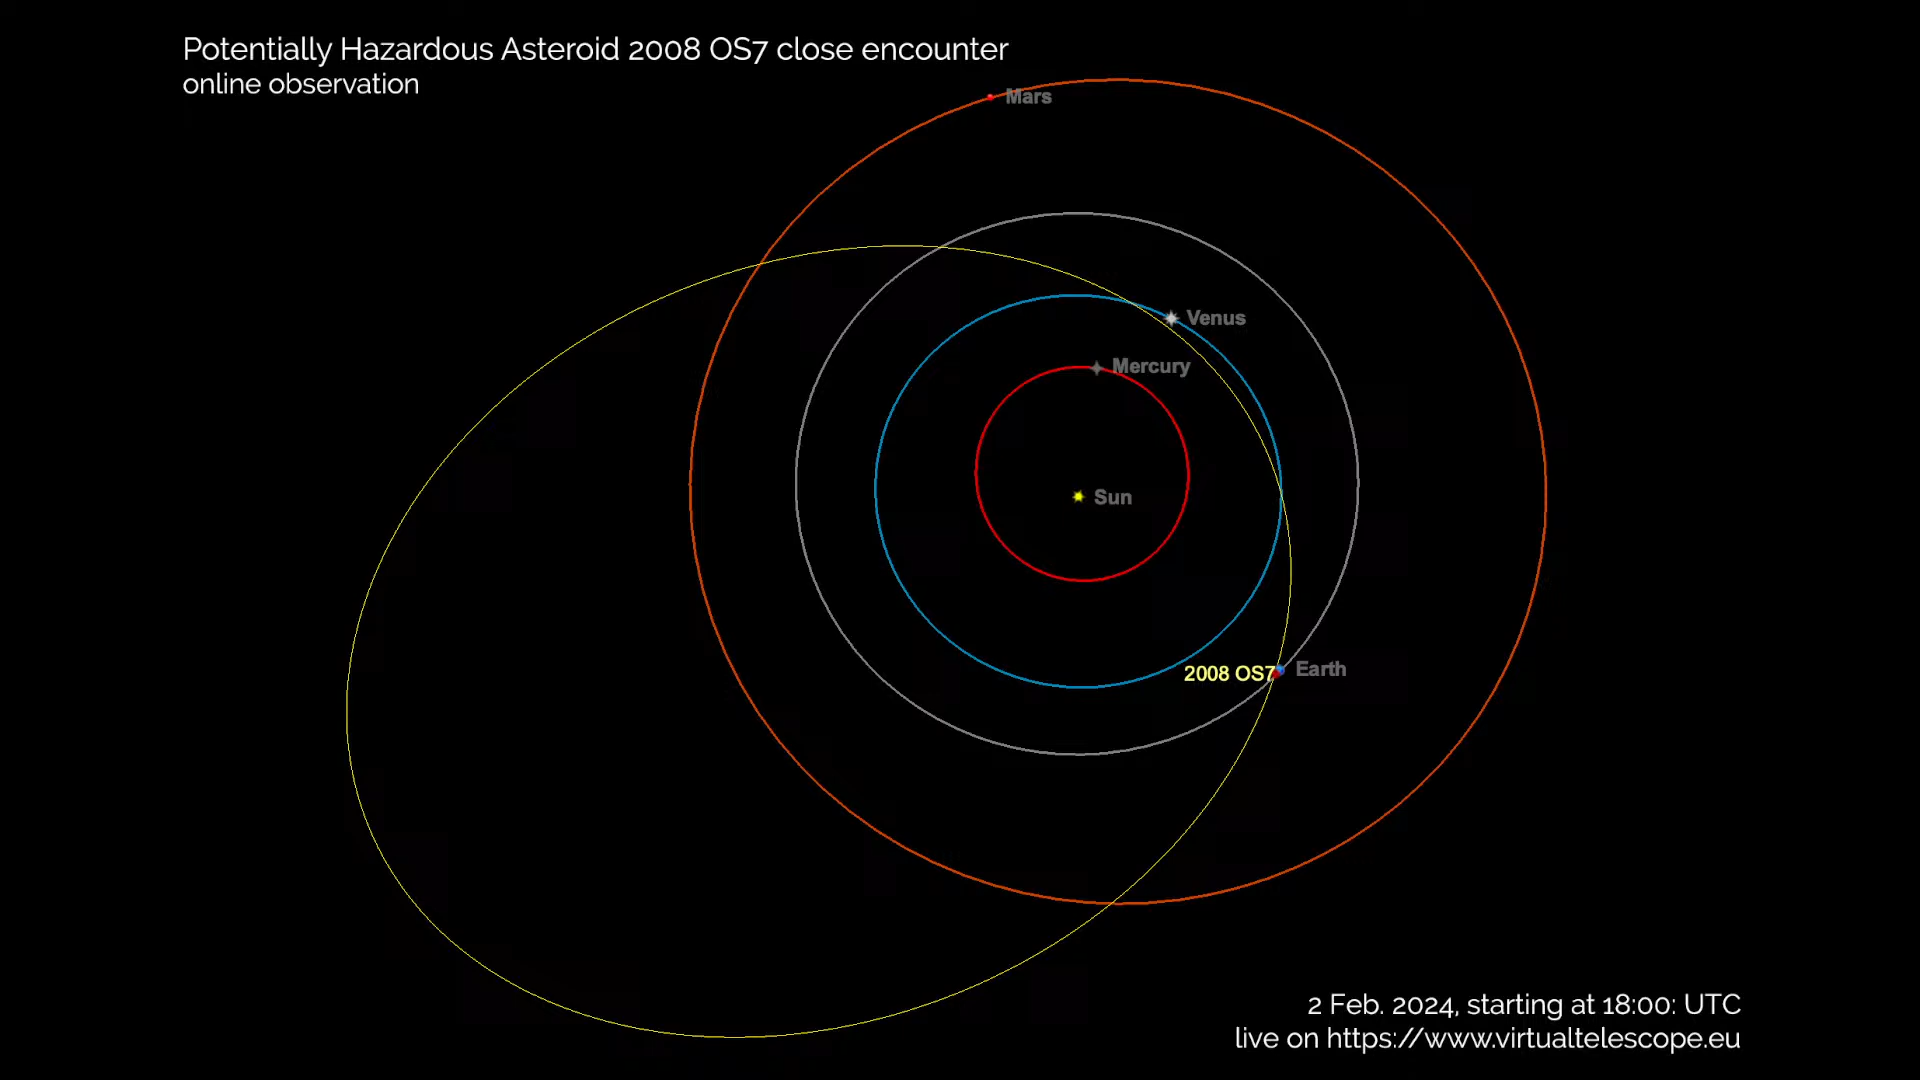 Potentially Hazardous Asteroid 2008 OS7 close encounter
online observation
Mars
Venus
Mercury
Sun
2008 OS7
Earth
2 Feb. 2024, starting at 18:00: UTC
live on https://www.virtualtelescope.eu